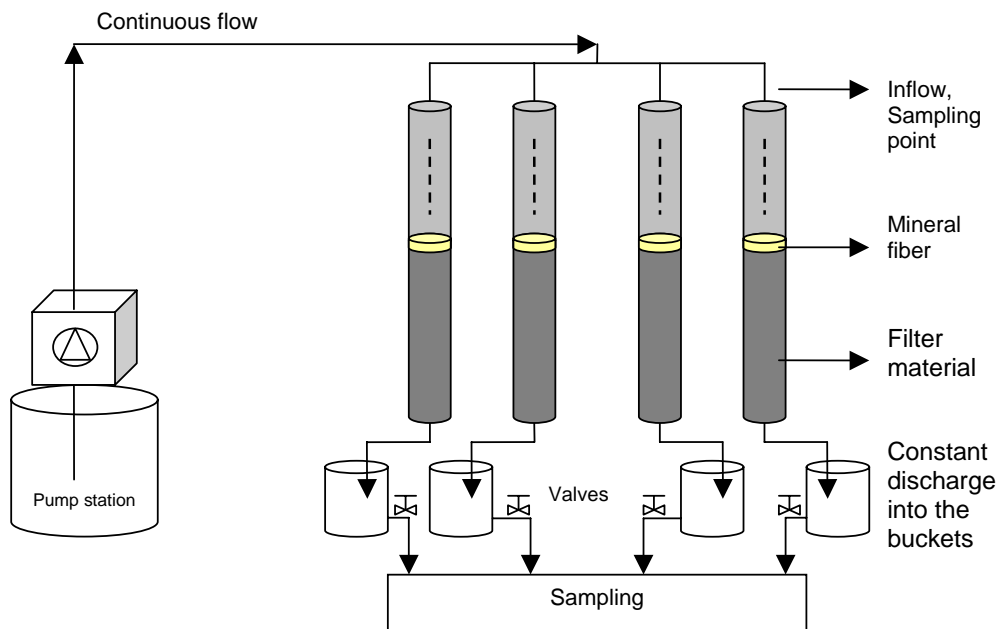 Continuous flow
Inflow,
Sampling
point
Mineral
fiber
Filter
material
Constant
discharge
into the
buckets
Pump station
Valves
Sampling